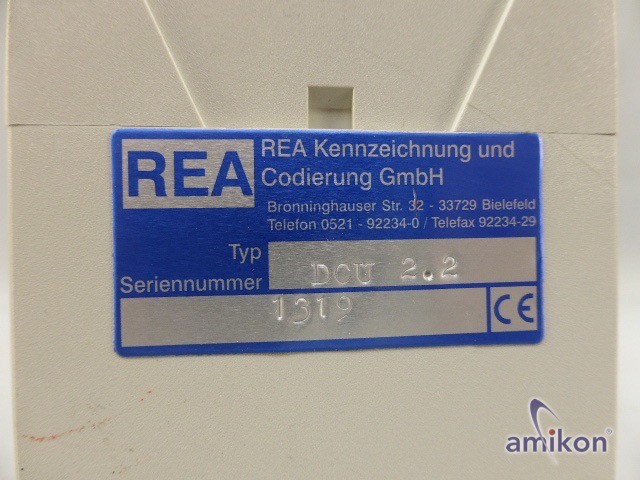 REA
REA Kennzeichnung und
Codierung GmbH
Brönninghauser Str. 32 - 33729 Bielefeld
Telefon 0521 - 92234-0 / Telefax 92234-29
Typ
DCU 2.2
Seriennummer
1319
CE
amikon®